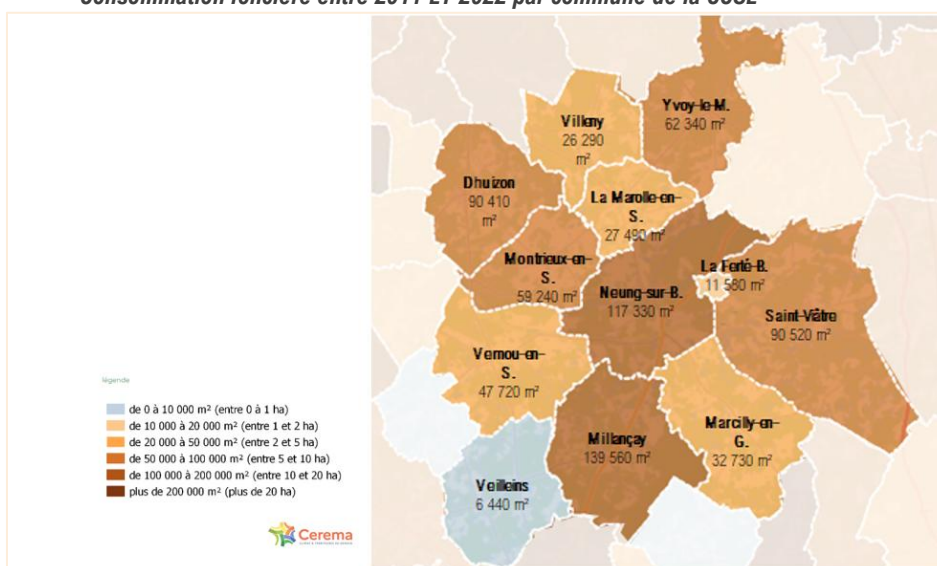 Consommation foncière entre 2011 ET 2022 par commune de la CCSE
Yvoy-le-M.
62 340 m²
Villeny
26 290
m²
Dhuizon
90 410
m²
La Marolle-en-
S.
27 490 m²
Montrieux-en-
S.
59 240 m²
La Ferté-B.
11 580 m²
Neung-sur-B.
117 330 m²
Saint-Viâtre
90 520 m²
Vernou-en-
S.
47 720 m²
Marcilly-en-
G.
32 730 m²
Millançay
139 560 m²
Veilleins
6 440 m²
légende
de 0 à 10 000 m² (entre 0 à 1 ha)
de 10 000 à 20 000 m² (entre 1 et 2 ha)
de 20 000 à 50 000 m² (entre 2 et 5 ha)
de 50 000 à 100 000 m² (entre 5 et 10 ha)
de 100 000 à 200 000 m² (entre 10 et 20 ha)
plus de 200 000 m² (plus de 20 ha)
Cerema